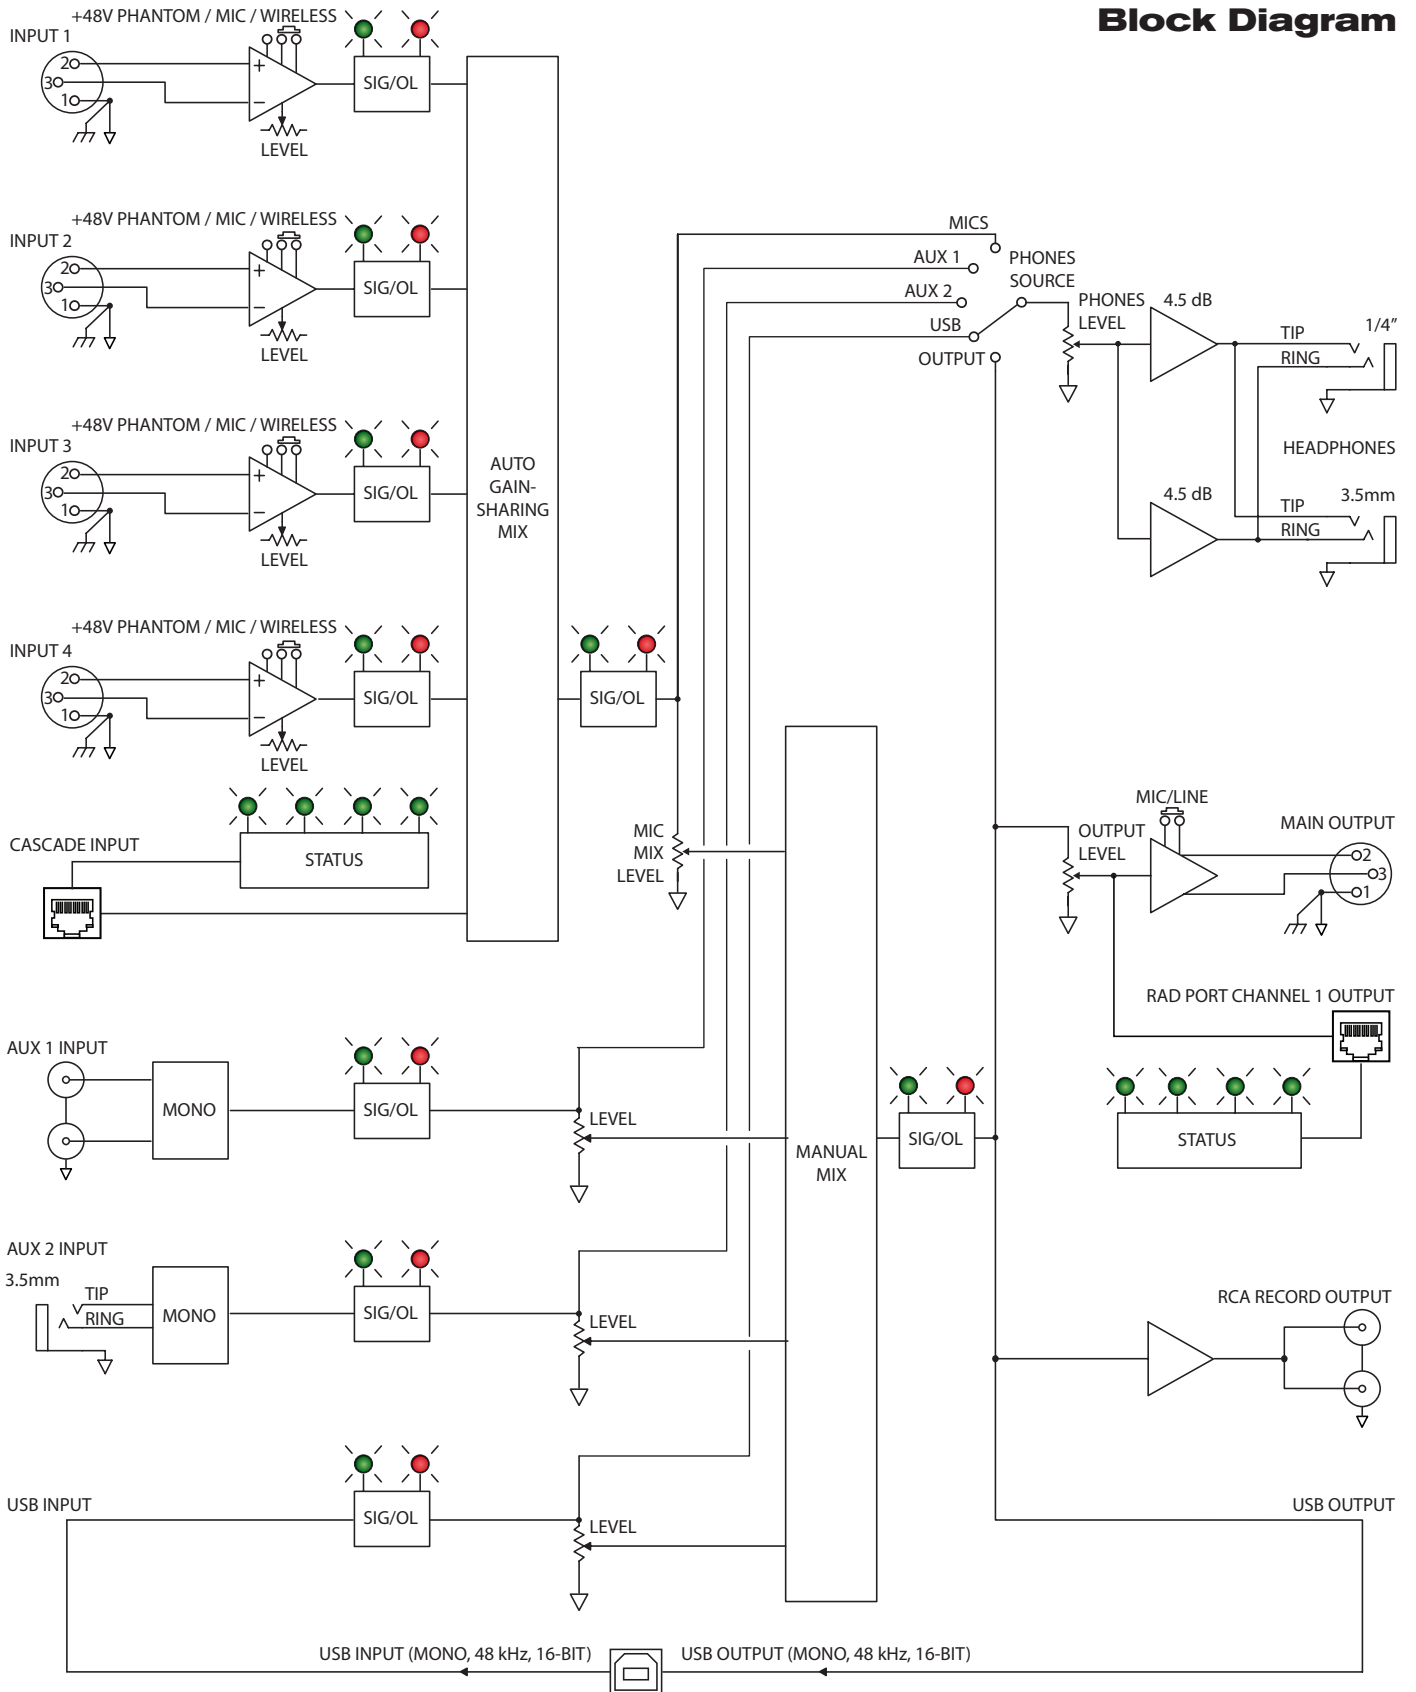 Block Diagram
+48V PHANTOM / MIC / WIRELESS
INPUT 1
2
3
1
+
−
LEVEL
SIG/OL
+48V PHANTOM / MIC / WIRELESS
INPUT 2
2
3
1
+
−
LEVEL
SIG/OL
+48V PHANTOM / MIC / WIRELESS
INPUT 3
2
3
1
+
−
LEVEL
SIG/OL
+48V PHANTOM / MIC / WIRELESS
INPUT 4
2
3
1
+
−
LEVEL
SIG/OL
AUTO
GAIN-
SHARING
MIX
SIG/OL
CASCADE INPUT
STATUS
MIC
MIX
LEVEL
MICS
AUX 1
AUX 2
USB
OUTPUT
PHONES
SOURCE
PHONES
LEVEL
4.5 dB
TIP
RING
1/4”
HEADPHONES
4.5 dB
TIP
RING
3.5mm
MIC/LINE
OUTPUT
LEVEL
MAIN OUTPUT
2
3
1
RAD PORT CHANNEL 1 OUTPUT
STATUS
AUX 1 INPUT
MONO
SIG/OL
LEVEL
MANUAL
MIX
SIG/OL
AUX 2 INPUT
3.5mm
TIP
RING
MONO
SIG/OL
LEVEL
RCA RECORD OUTPUT
USB INPUT
SIG/OL
LEVEL
USB OUTPUT
USB INPUT (MONO, 48 kHz, 16-BIT)
USB OUTPUT (MONO, 48 kHz, 16-BIT)